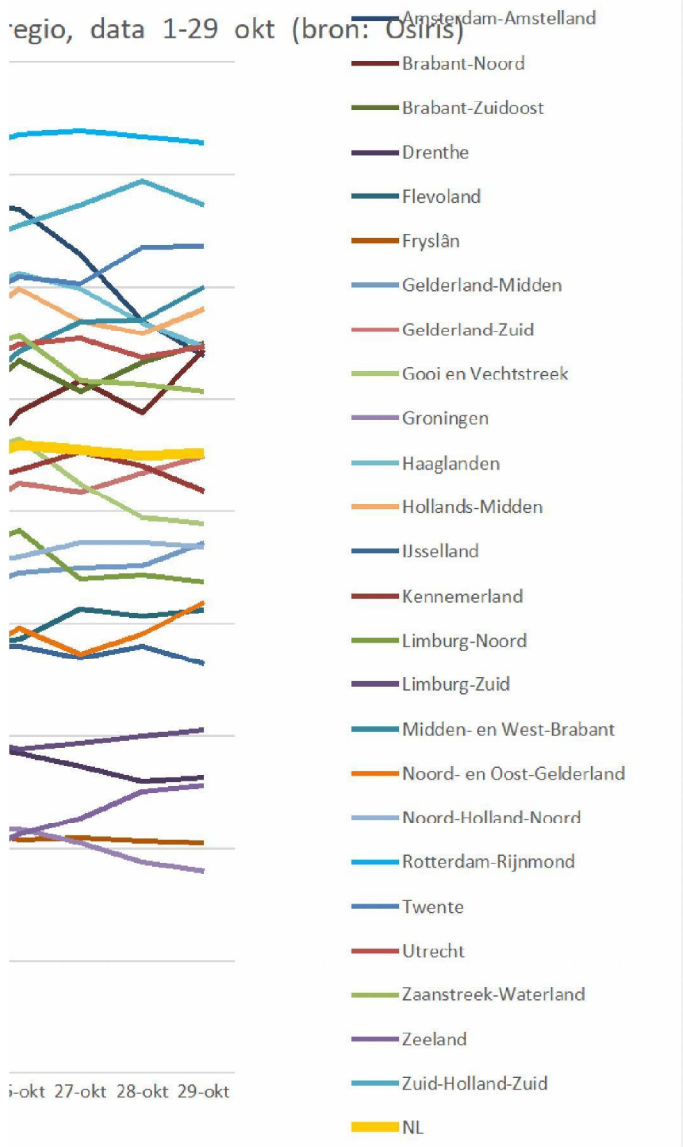 regio, data 1-29 okt (bron: Osiris)
Amsterdam-Amstelland
Brabant-Noord
Brabant-Zuidoost
Drenthe
Flevoland
Fryslân
Gelderland-Midden
Gelderland-Zuid
Gooi en Vechtstreek
Groningen
Haaglanden
Hollands-Midden
IJsselland
Kennemerland
Limburg-Noord
Limburg-Zuid
Midden- en West-Brabant
Noord- en Oost-Gelderland
Noord-Holland-Noord
Rotterdam-Rijnmond
Twente
Utrecht
Zaanstreek-Waterland
Zeeland
Zuid-Holland-Zuid
NL
-okt 27-okt 28-okt 29-okt